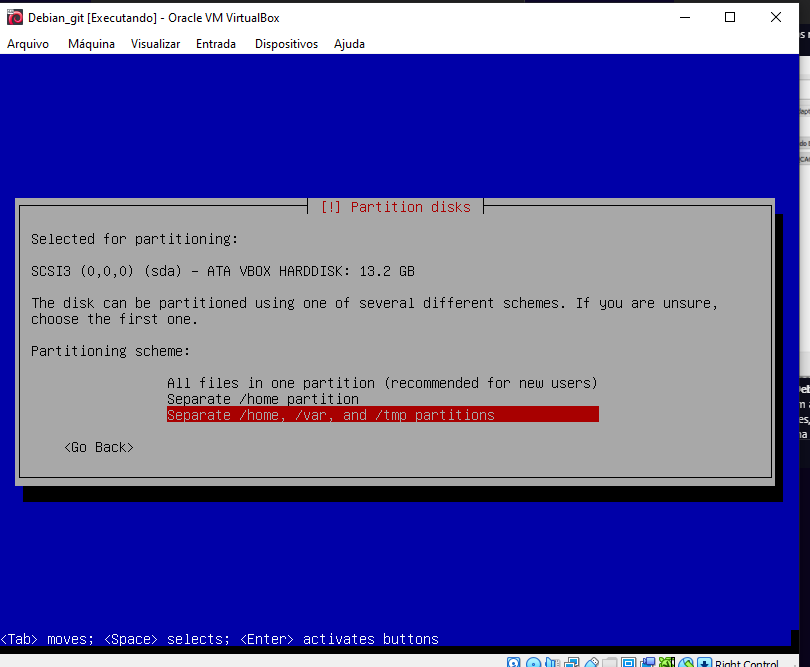 Debian_git [Executando] - Oracle VM VirtualBox
Arquivo Máquina Visualizar Entrada Dispositivos Ajuda
[!] Partition disks
Selected for partitioning:
SCSI3 (0,0,0) (sda) - ATA VBOX HARDDISK: 13.2 GB
The disk can be partitioned using one of several different schemes. If you are unsure,
choose the first one.
Partitioning scheme:
All files in one partition (recommended for new users)
Separate /home partition
Separate /home, /var, and /tmp partitions
<Go Back>
<Tab> moves; <Space> selects; <Enter> activates buttons
Right Control